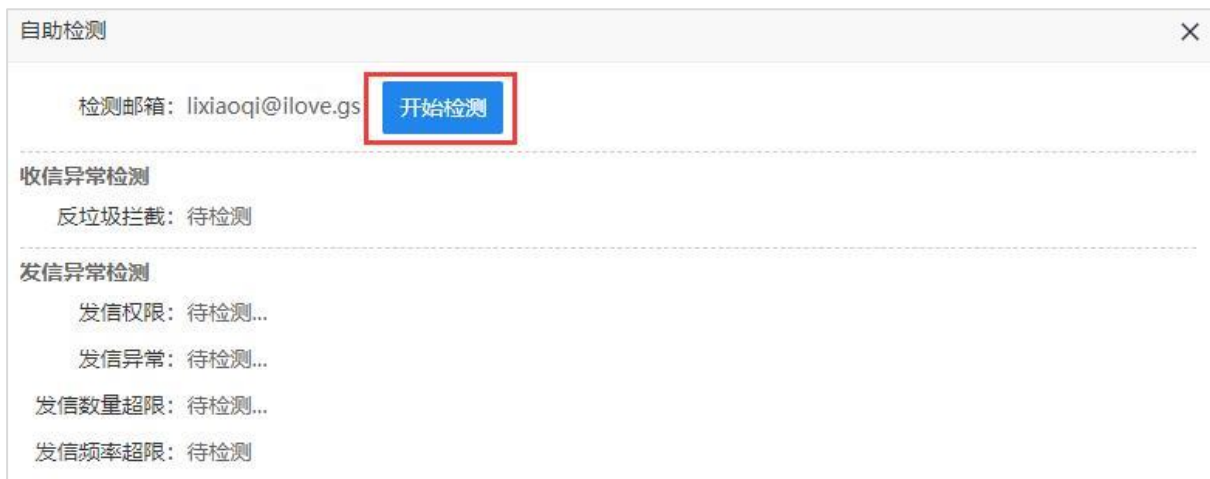 自助检测
检测邮箱：lixiaoqi@ilove.gs 开始检测
收信异常检测
反垃圾拦截：待检测
发信异常检测
发信权限：待检测...
发信异常：待检测...
发信数量超限：待检测...
发信频率超限：待检测